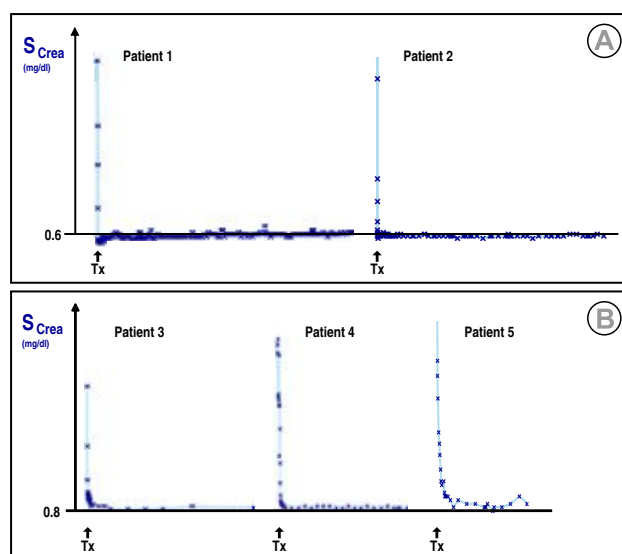 S Crea
(mg/dl)
Patient 1
Patient 2
A
0.6
Tx
Tx
S Crea
(mg/dl)
Patient 3
Patient 4
Patient 5
B
0.8
Tx
Tx
Tx